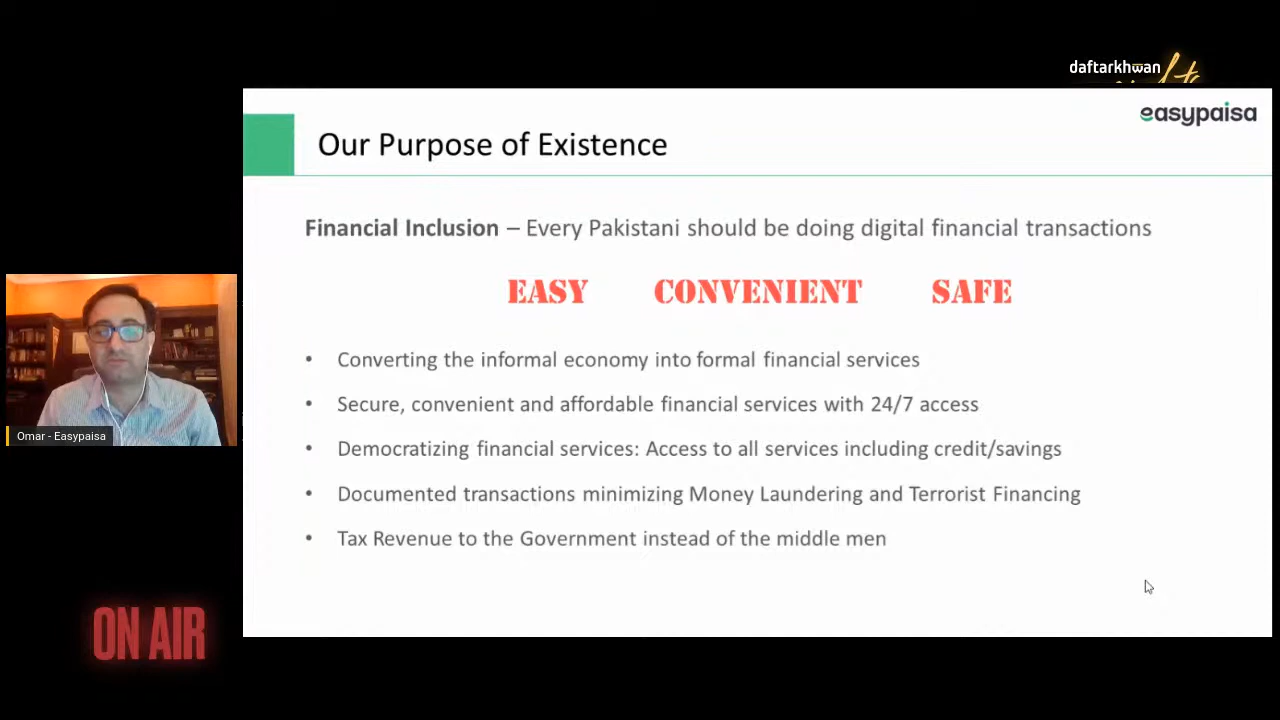 daftarkhwan
easypaisa
Our Purpose of Existence
Financial Inclusion – Every Pakistani should be doing digital financial transactions
EASY CONVENIENT SAFE
• Converting the informal economy into formal financial services
• Secure, convenient and affordable financial services with 24/7 access
• Democratizing financial services: Access to all services including credit/savings
• Documented transactions minimizing Money Laundering and Terrorist Financing
• Tax Revenue to the Government instead of the middle men
Omar - Easypaisa
ON AIR